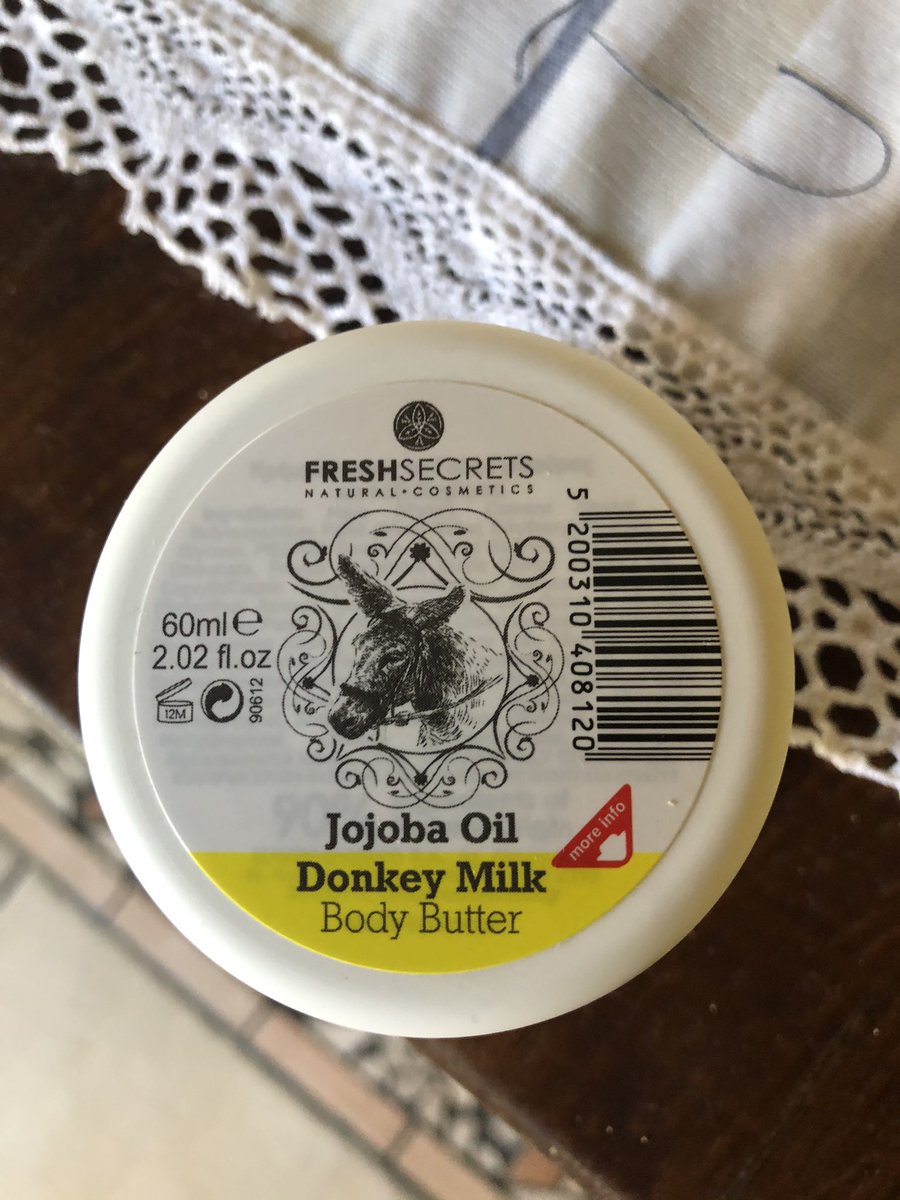 FRESHSECRETS
NATURAL•COSMETICS
5 200310 408120
60ml e
2.02 fl.oz
12M
90612
Jojoba Oil
more info
Donkey Milk
Body Butter